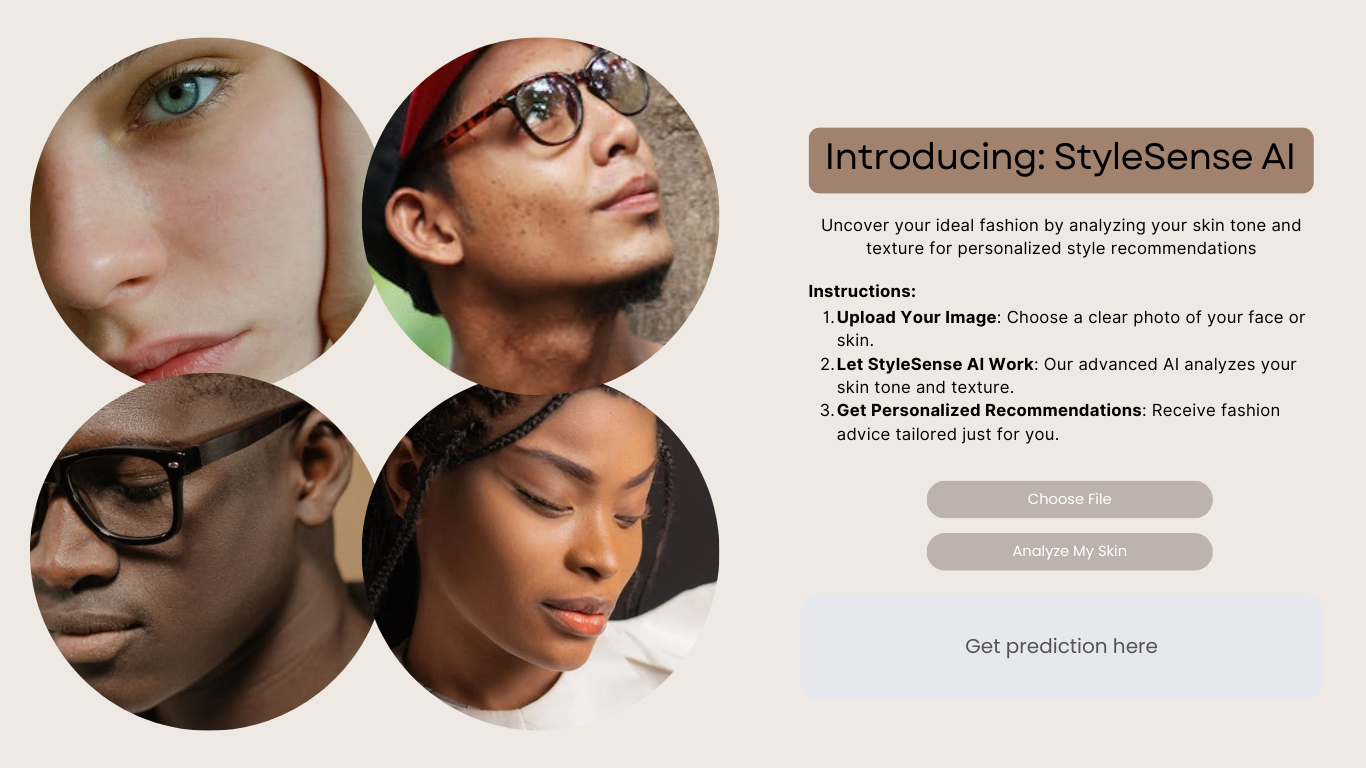 Introducing: StyleSense AI
Uncover your ideal fashion by analyzing your skin tone and
texture for personalized style recommendations
Instructions:
1. Upload Your Image: Choose a clear photo of your face or
skin.
2. Let StyleSense AI Work: Our advanced AI analyzes your
skin tone and texture.
3. Get Personalized Recommendations: Receive fashion
advice tailored just for you.
Choose File
Analyze My Skin
Get prediction here